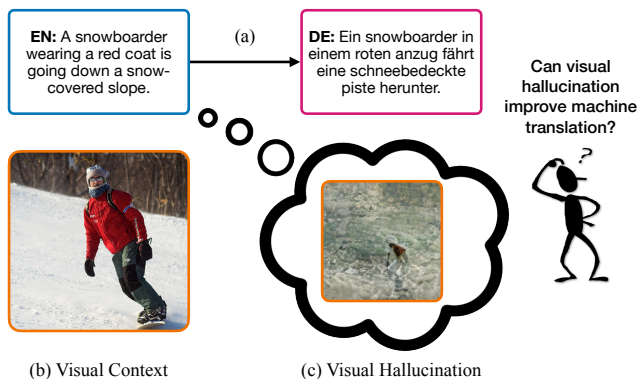 EN: A snowboarder
wearing a red coat is
going down a snow-
covered slope.
(a)
DE: Ein snowboarder in
einem roten anzug fährt
eine schneebedeckte
piste herunter.
Can visual
hallucination
improve machine
translation?
?
(b) Visual Context
(c) Visual Hallucination